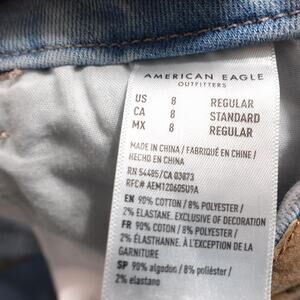 AMERICAN EAGLE
OUTFITTERS
US 8 REGULAR
CA 8 STANDARD
MX 8 REGULAR
MADE IN CHINA / FABRIQUÉ EN CHINE /
HECHO EN CHINA
RN 54485/CA 03873
RFC# AEM120605U9A
EN 90% COTTON / 8% POLYESTER /
2% ELASTANE. EXCLUSIVE OF DECORATION
FR 90% COTON / 8% POLYESTER /
2% ÉLASTHANNE. À L'EXCEPTION DE LA
GARNITURE
SP 90% algodón / 8% poliéster /
2% elastano